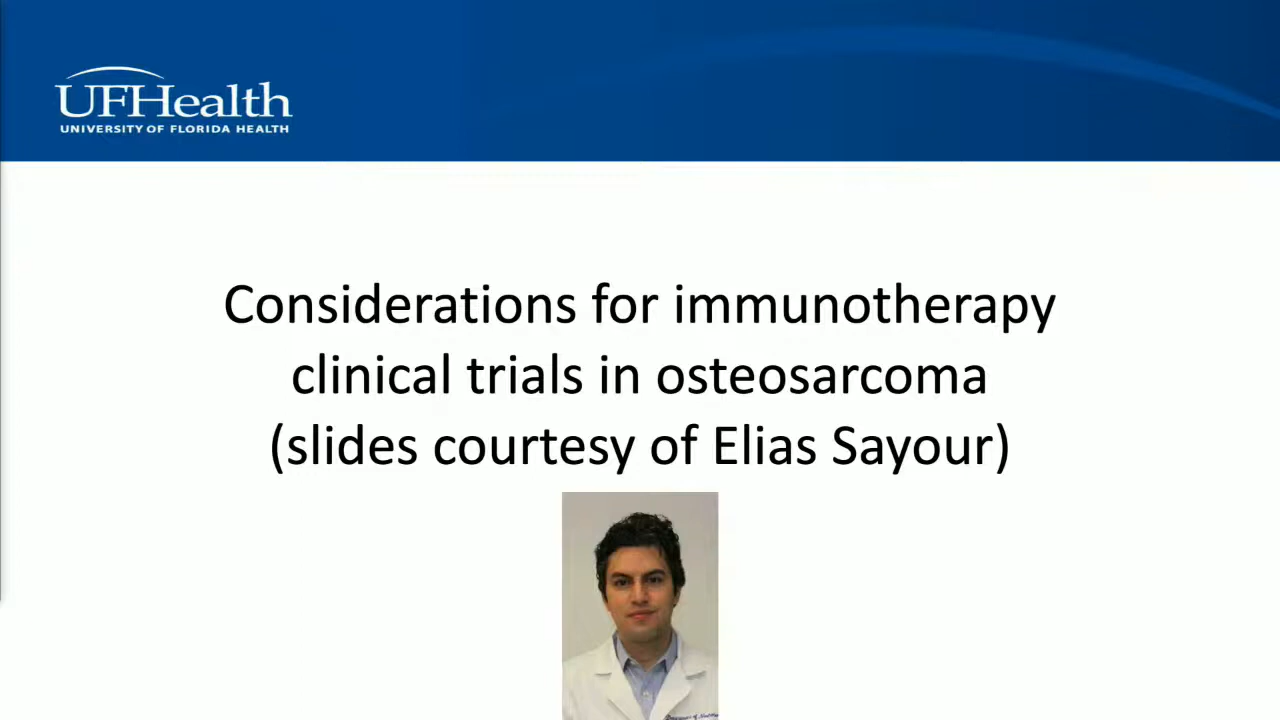 UFHealth
UNIVERSITY OF FLORIDA HEALTH
Considerations for immunotherapy
clinical trials in osteosarcoma
(slides courtesy of Elias Sayour)